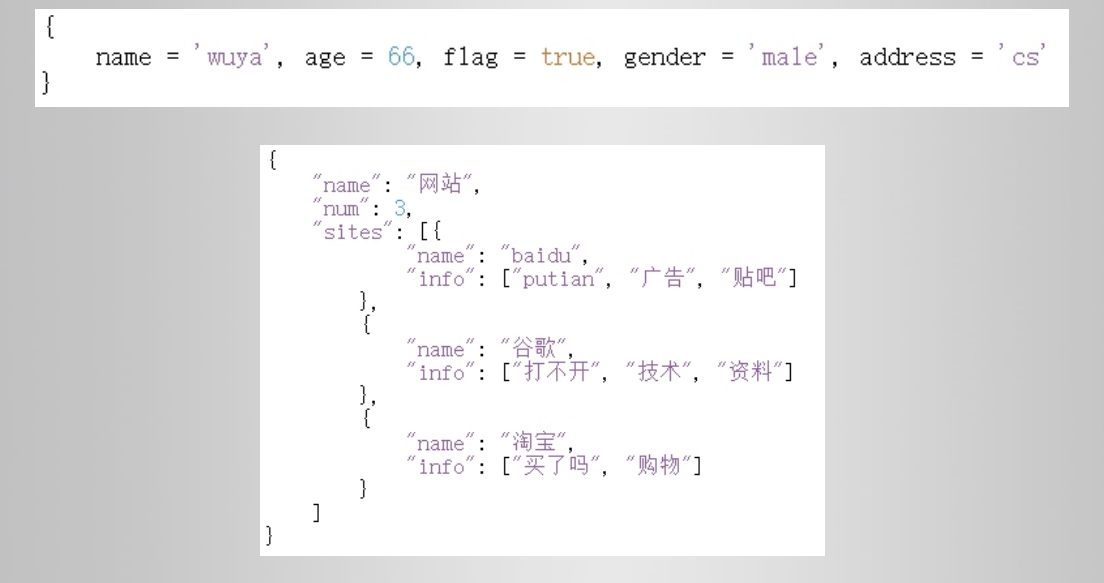 {
name = 'wuya', age = 66, flag = true, gender = 'male', address = 'cs'
}
{
"name": "网站",
"num": 3,
"sites": [{
"name": "baidu",
"info": ["putian", "广告", "贴吧"]
},
{
"name": "谷歌",
"info": ["打不开", "技术", "资料"]
},
{
"name": "淘宝",
"info": ["买了吗", "购物"]
}
]
}